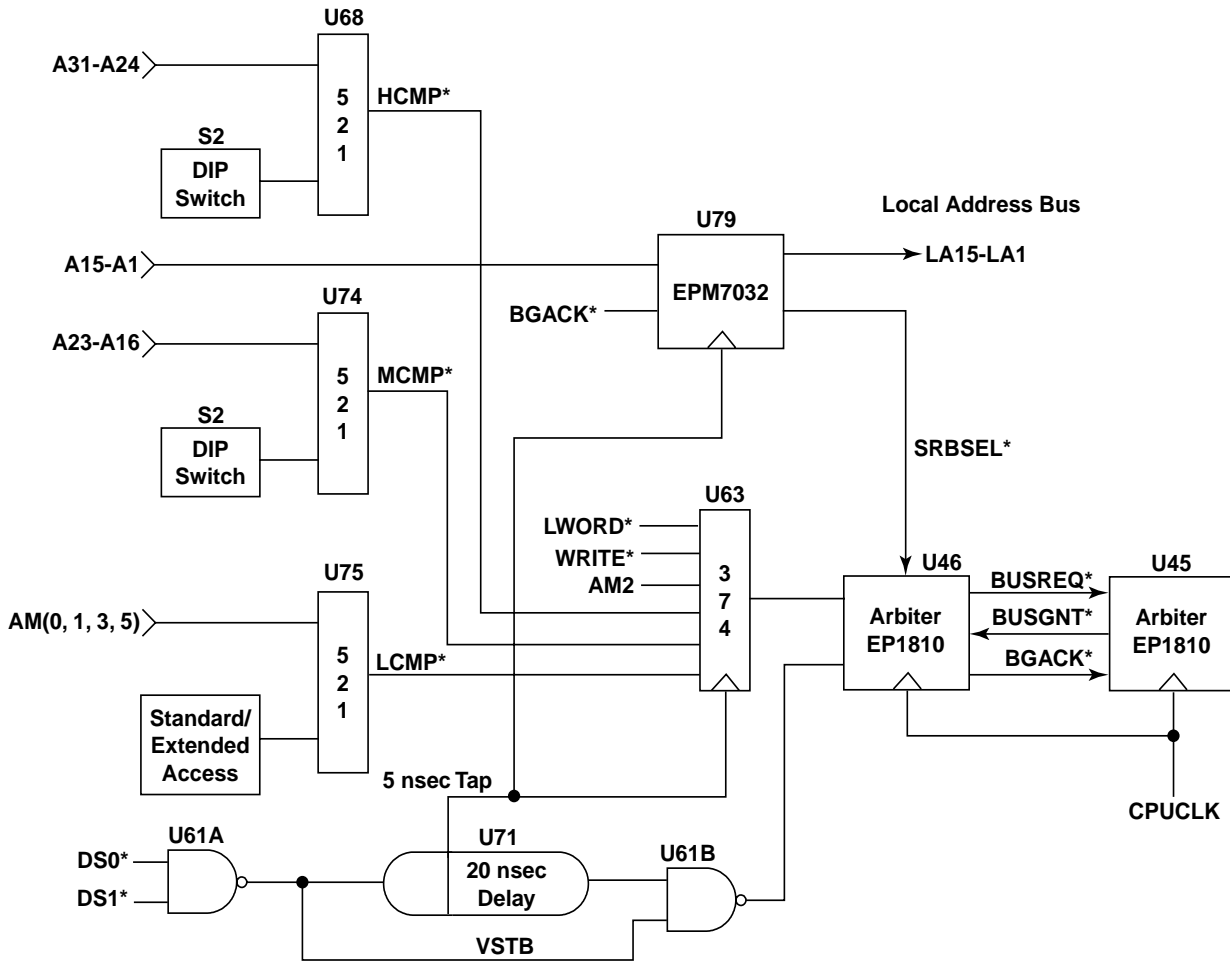 U68
A31-A24
5
2
1
HCMP*
S2
DIP
Switch
Local Address Bus
U79
A15-A1
LA15-LA1
EPM7032
BGACK*
U74
A23-A16
5
2
1
MCMP*
S2
DIP
Switch
SRBSEL*
U63
LWORD*
WRITE*
AM2
3
7
4
U75
AM(0, 1, 3, 5)
5
2
1
LCMP*
U46
Arbiter
EP1810
BUSREQ*
BUSGNT*
BGACK*
U45
Arbiter
EP1810
Standard/
Extended
Access
5 nsec Tap
CPUCLK
U61A
DS0*
DS1*
U71
20 nsec
Delay
U61B
VSTB